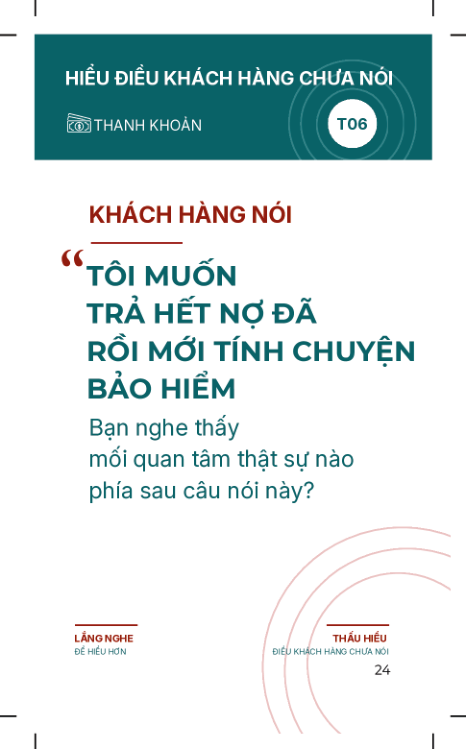 HIỂU ĐIỀU KHÁCH HÀNG CHƯA NÓI
THANH KHOẢN
T06
KHÁCH HÀNG NÓI
“TÔI MUỐN
TRẢ HẾT NỢ ĐÃ
RỒI MỚI TÍNH CHUYỆN
BẢO HIỂM
Bạn nghe thấy
mối quan tâm thật sự nào
phía sau câu nói này?
LẮNG NGHE
ĐỂ HIỂU HƠN
THẤU HIỂU
ĐIỀU KHÁCH HÀNG CHƯA NÓI
24